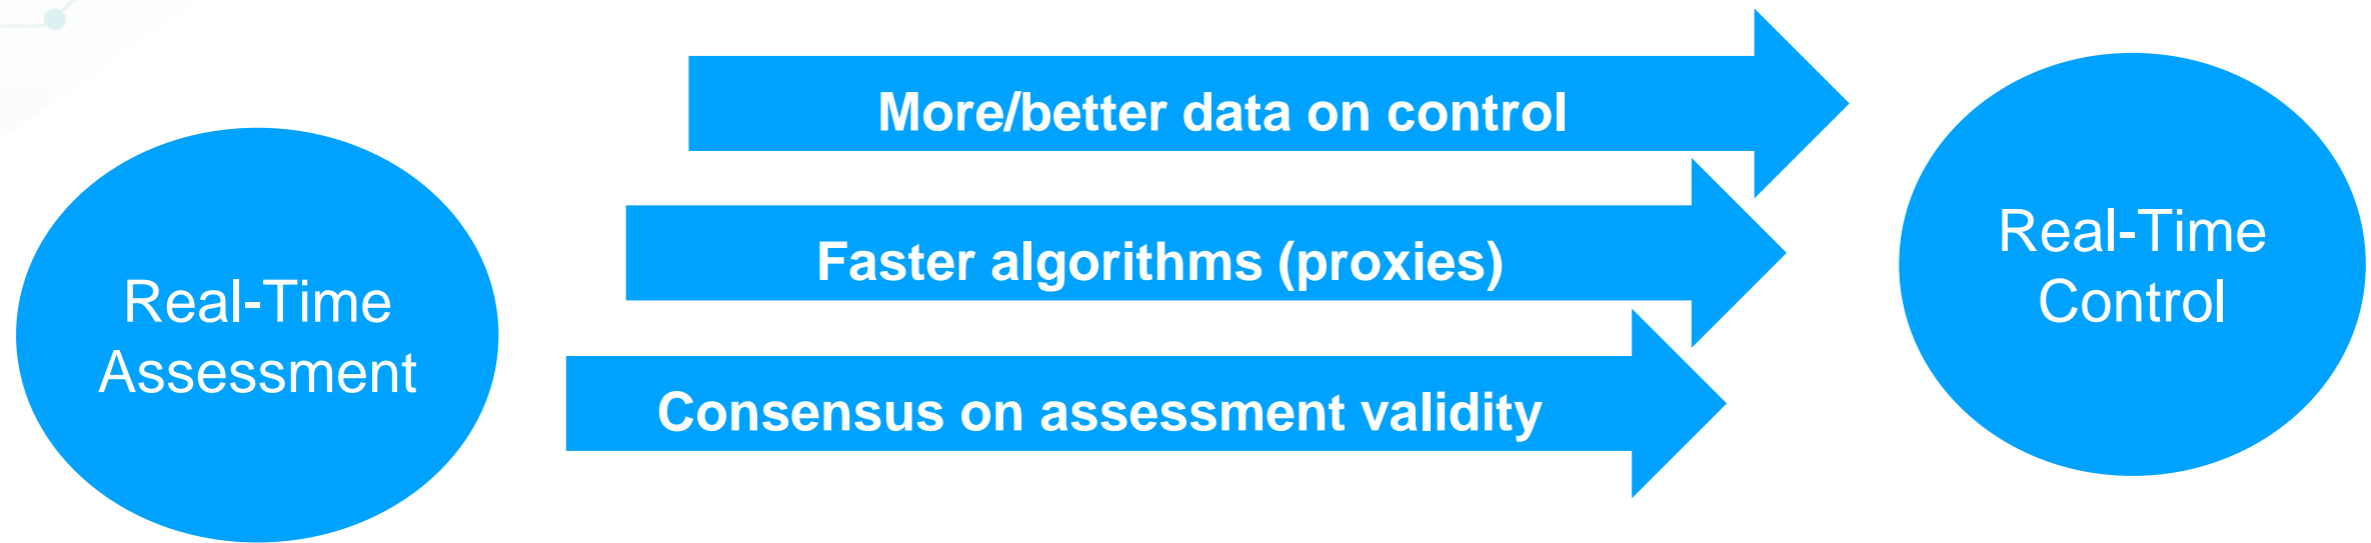 Real-Time
Assessment
More/better data on control
Faster algorithms (proxies)
Consensus on assessment validity
Real-Time
Control